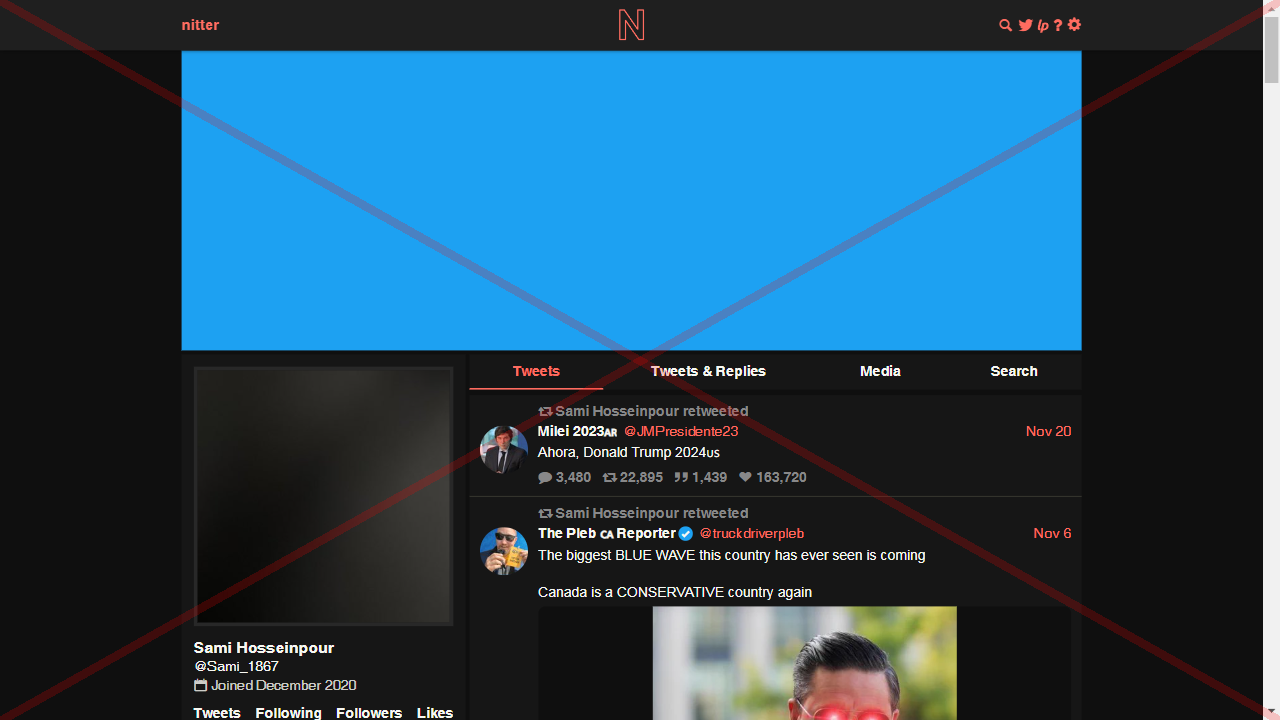 nitter
N
lp ?
Tweets Tweets & Replies Media Search
Sami Hosseinpour retweeted
Milei 2023AR @JMPresidente23 Nov 20
Ahora, Donald Trump 2024US
3,480 22,895 1,439 163,720
Sami Hosseinpour retweeted
The Pleb CA Reporter @truckdriverpleb Nov 6
The biggest BLUE WAVE this country has ever seen is coming
Canada is a CONSERVATIVE country again
Sami Hosseinpour
@Sami_1867
Joined December 2020
Tweets Following Followers Likes